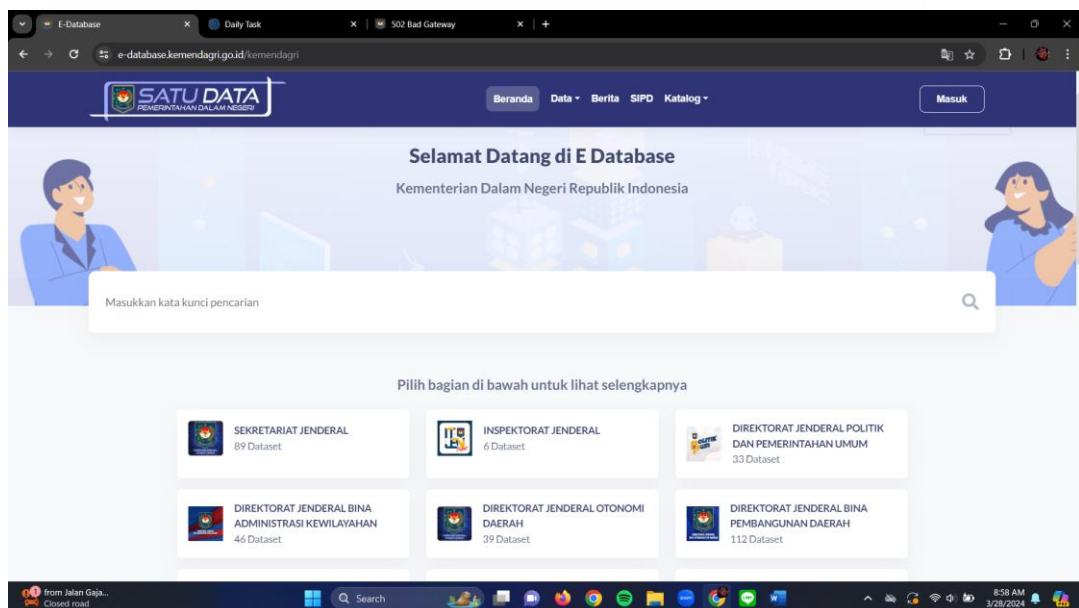 E-Database
Daily Task
502 Bad Gateway
e-database.kemendagri.go.id/kemendagri
SATU DATA
PEMERINTAHAN DALAM NEGERI
Beranda Data Berita SIPD Katalog
Masuk
Selamat Datang di E Database
Kementerian Dalam Negeri Republik Indonesia
Masukkan kata kunci pencarian
Pilih bagian di bawah untuk lihat selengkapnya
SEKRETARIAT JENDERAL
89 Dataset
INSPEKTORAT JENDERAL
6 Dataset
DIREKTORAT JENDERAL POLITIK
DAN PEMERINTAHAN UMUM
33 Dataset
DIREKTORAT JENDERAL BINA
ADMINISTRASI KEWILAYAHAN
46 Dataset
DIREKTORAT JENDERAL OTONOMI
DAERAH
39 Dataset
DIREKTORAT JENDERAL BINA
PEMBANGUNAN DAERAH
112 Dataset
from Jalan Gaja...
Closed road
Search
8:58 AM
3/28/2024